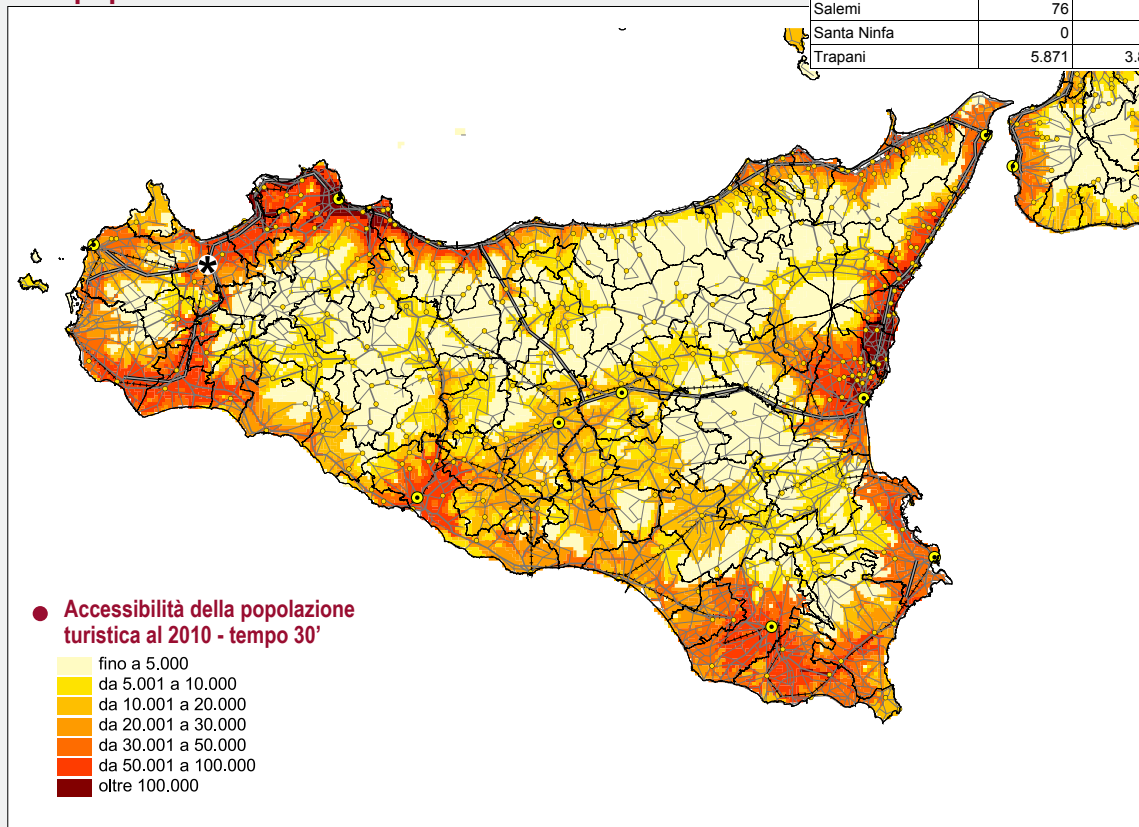 Salemi 76
Santa Ninfa 0
Trapani 5.871
Accessibilità della popolazione
turistica al 2010 - tempo 30’
fino a 5.000
da 5.001 a 10.000
da 10.001 a 20.000
da 20.001 a 30.000
da 30.001 a 50.000
da 50.001 a 100.000
oltre 100.000